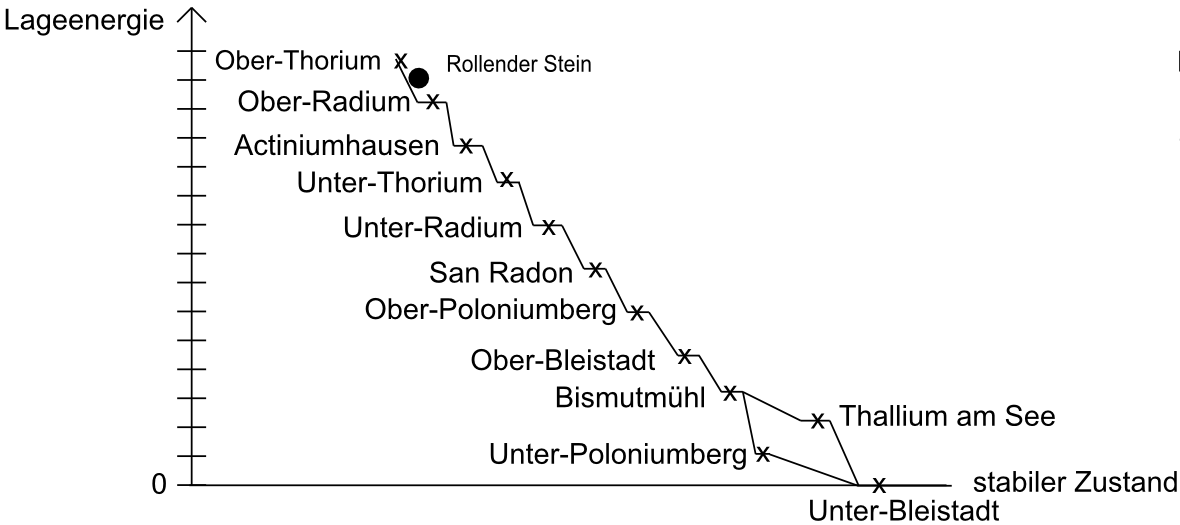 Lageenergie
Ober-Thorium x
Rollender Stein
Ober-Radium x
Actiniumhausen x
Unter-Thorium x
Unter-Radium x
San Radon x
Ober-Poloniumberg x
Ober-Bleistadt x
Bismutmühl x
x Thallium am See
Unter-Poloniumberg x
0
x
stabiler Zustand
Unter-Bleistadt